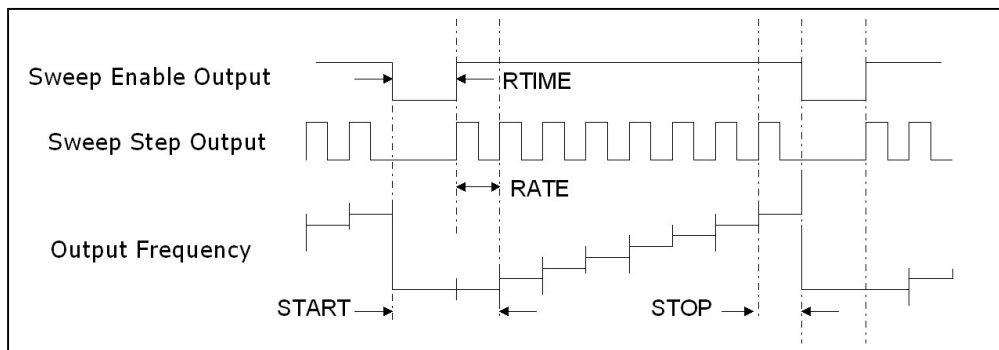 Sweep Enable Output
RTIME
Sweep Step Output
RATE
Output Frequency
START
STOP